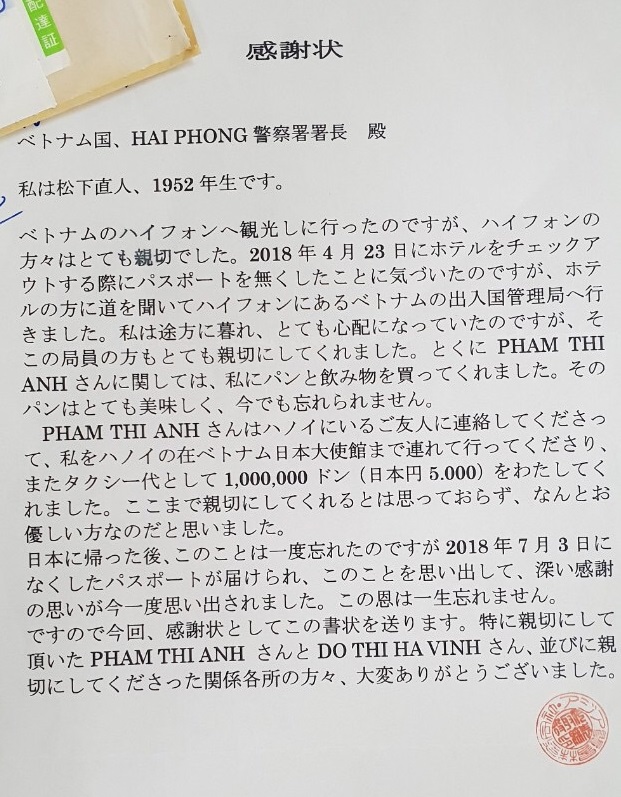 配達証
感謝状
ベトナム国、HAI PHONG 警察署署長　殿
私は松下直人、1952 年生です。
ベトナムのハイフォンへ観光しに行ったのですが、ハイフォンの
方々はとても親切でした。2018 年 4 月 23 日にホテルをチェックア
ウトする際にパスポートを無くしたことに気づいたのですが、ホテ
ルの方に道を聞いてハイフォンにあるベトナムの出入国管理局へ行
きました。私は途方に暮れ、とても心配になっていたのですが、そ
この局員の方もとても親切にしてくれました。とくに PHAM THI
ANH さんに関しては、私にパンと飲み物を買ってくれました。その
パンはとても美味しく、今でも忘れられません。
　PHAM THI ANH さんはハノイにいるご友人に連絡してくださっ
て、私をハノイの在ベトナム日本大使館まで連れて行ってくださり、
またタクシー代として 1,000,000 ドン（日本円 5.000）をわたしてく
れました。ここまで親切にしてくれるとは思っておらず、なんとお
優しい方なのだと思いました。
日本に帰った後、このことは一度忘れたのですが 2018 年 7 月 3 日に
なくしたパスポートが届けられ、このことを思い出して、深い感謝
の思いが今一度思い出されました。この恩は一生忘れません。
ですので今回、感謝状としてこの書状を送ります。特に親切にして
頂いた PHAM THI ANH さんと DO THI HA VINH さん、並びに親
切にしてくださった関係各所の方々、大変ありがとうございました。